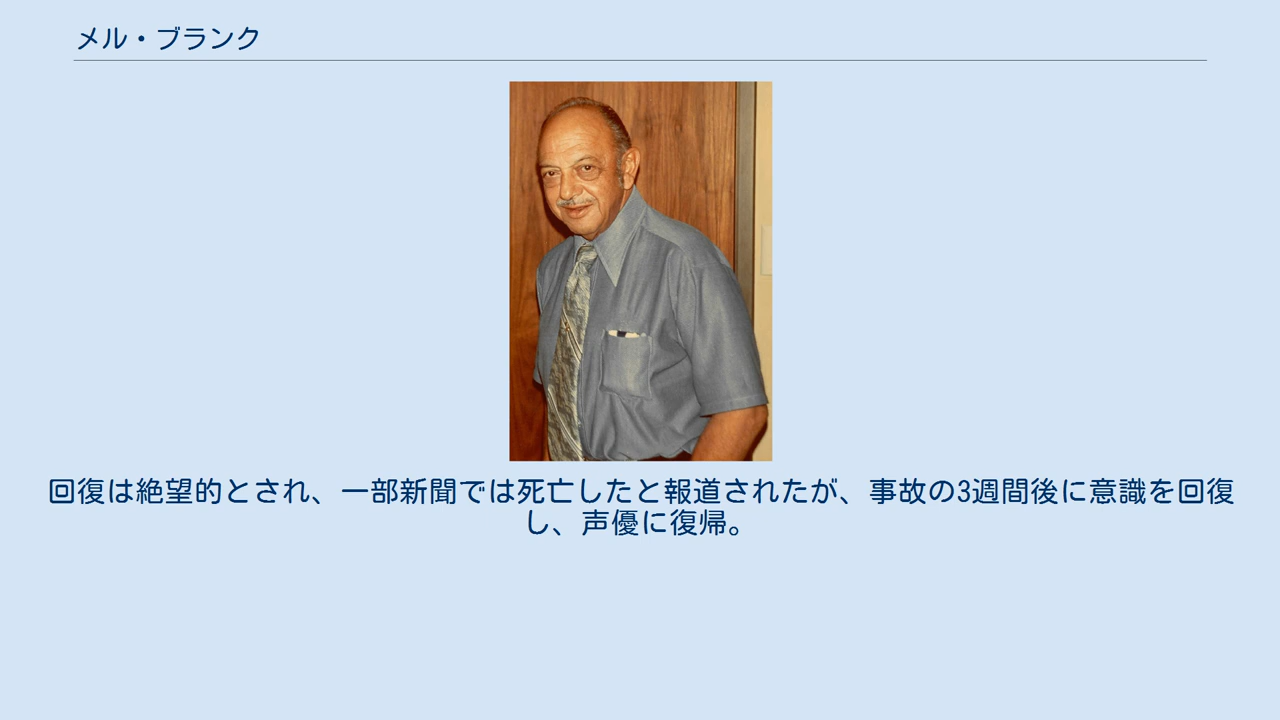 メル・ブランク
回復は絶望的とされ、一部新聞では死亡したと報道されたが、事故の3週間後に意識を回復
し、声優に復帰。